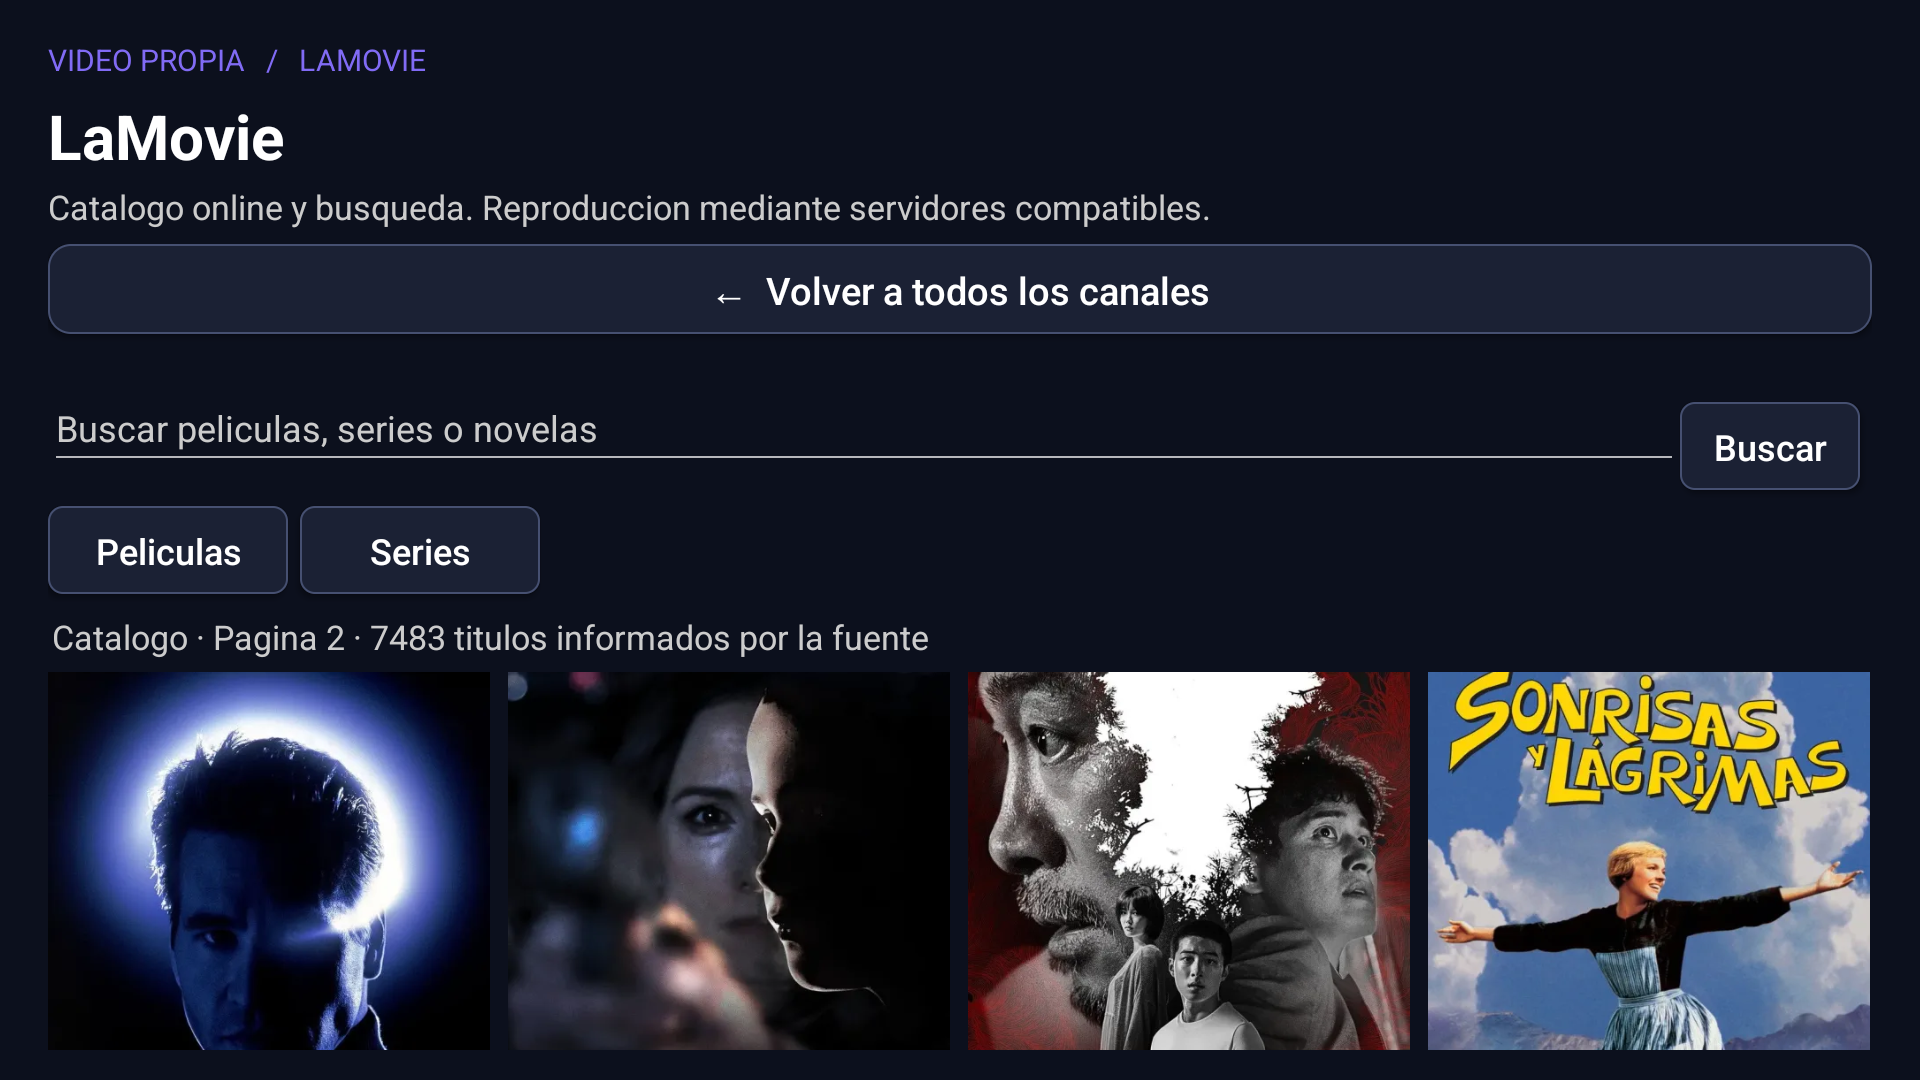 VIDEO PROPIA / LAMOVIE
LaMovie
Catalogo online y busqueda. Reproduccion mediante servidores compatibles.
← Volver a todos los canales
Buscar peliculas, series o novelas
Buscar
Peliculas Series
Catalogo · Pagina 2 · 7483 titulos informados por la fuente
SONRiSAS
Y LÁGRiMAS